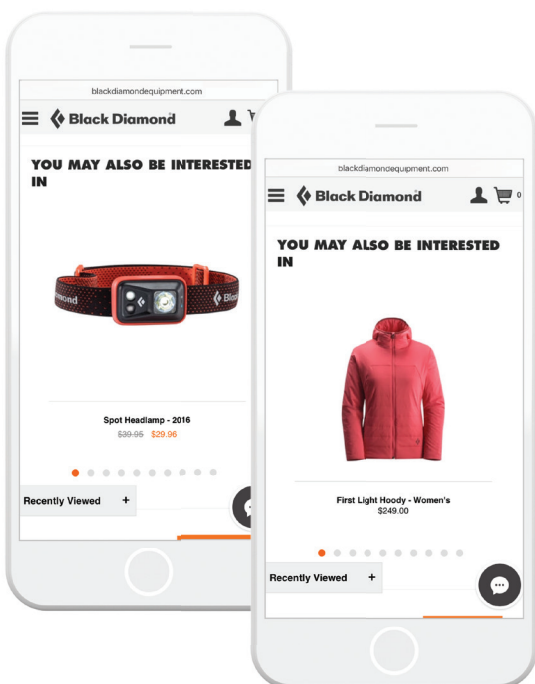 blackdiamondequipment.com
Black Diamond
YOU MAY ALSO BE INTERESTED
IN
Spot Headlamp - 2016
$39.95 $29.96
Recently Viewed +
blackdiamondequipment.com
Black Diamond
0
YOU MAY ALSO BE INTERESTED
IN
First Light Hoody - Women's
$249.00
Recently Viewed +